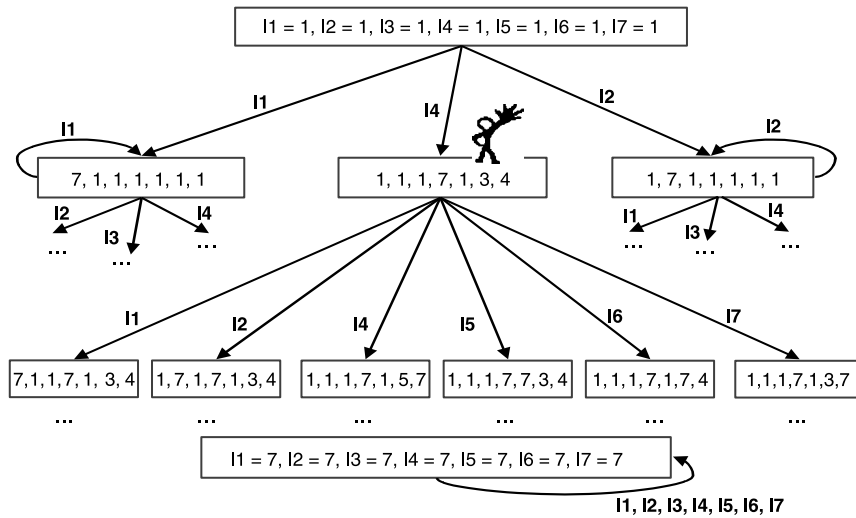 I1 = 1, I2 = 1, I3 = 1, I4 = 1, I5 = 1, I6 = 1, I7 = 1
I1
I4
I2
I1
I2
7, 1, 1, 1, 1, 1, 1
1, 1, 1, 7, 1, 3, 4
1, 7, 1, 1, 1, 1, 1
I2
I3
I4
I1
I3
I4
...
...
...
...
...
...
I1
I2
I4
I5
I6
I7
7,1,1,7,1, 3, 4
1,7,1,7,1,3,4
1,1,1,7,1,5,7
1,1,1,7,7,3,4
1,1,1,7,1,7,4
1,1,1,7,1,3,7
...
...
...
...
...
...
I1 = 7, I2 = 7, I3 = 7, I4 = 7, I5 = 7, I6 = 7, I7 = 7
I1, I2, I3, I4, I5, I6, I7